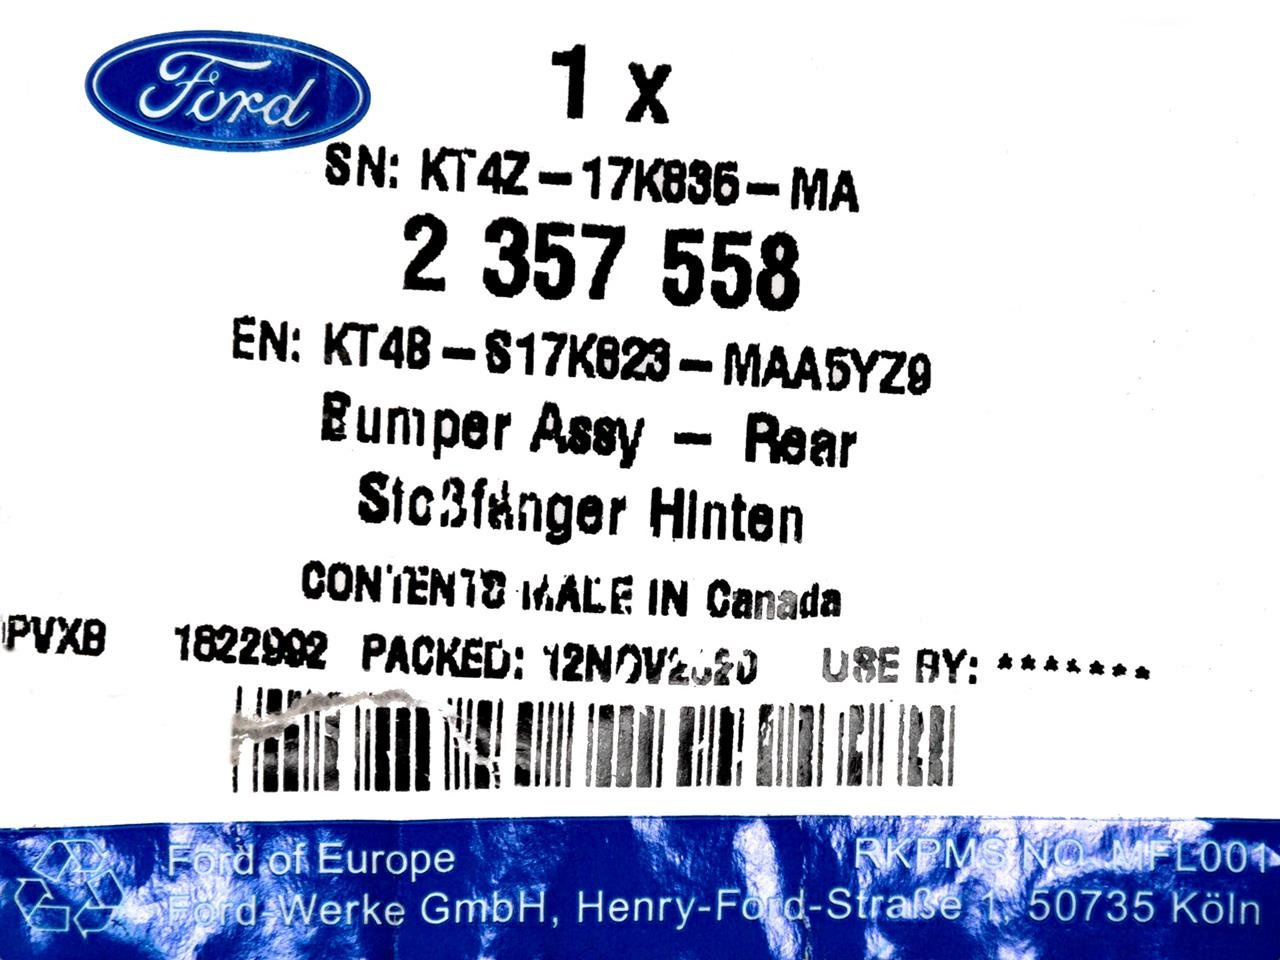 Ford
1 x
SN: KT4Z-17K835-MA
2 357 558
EN: KT4B-S17K823-MAA5YZ9
Bumper Assy - Rear
Stoßfänger Hinten
CONTENTS MADE IN Canada
PVXB 1822992 PACKED: 12NOV2020 USE BY: *******
Ford of Europe
RKPMS NO MFL001
Ford-Werke GmbH, Henry-Ford-Straße 1 50735 Köln